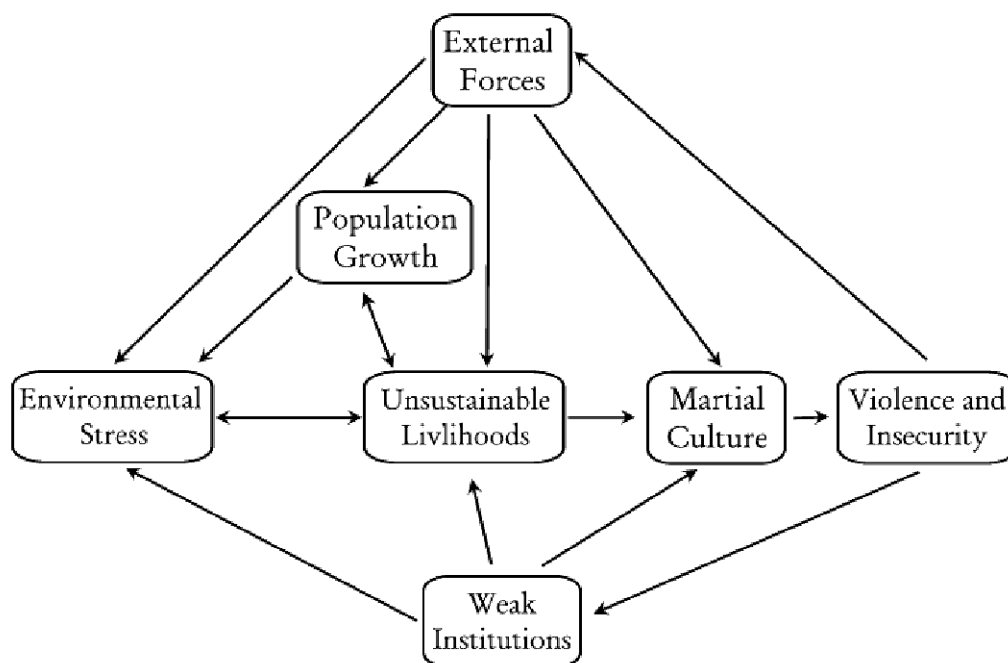 External
Forces
Population
Growth
Environmental
Stress
Unsustainable
Livlihoods
Martial
Culture
Violence and
Insecurity
Weak
Institutions